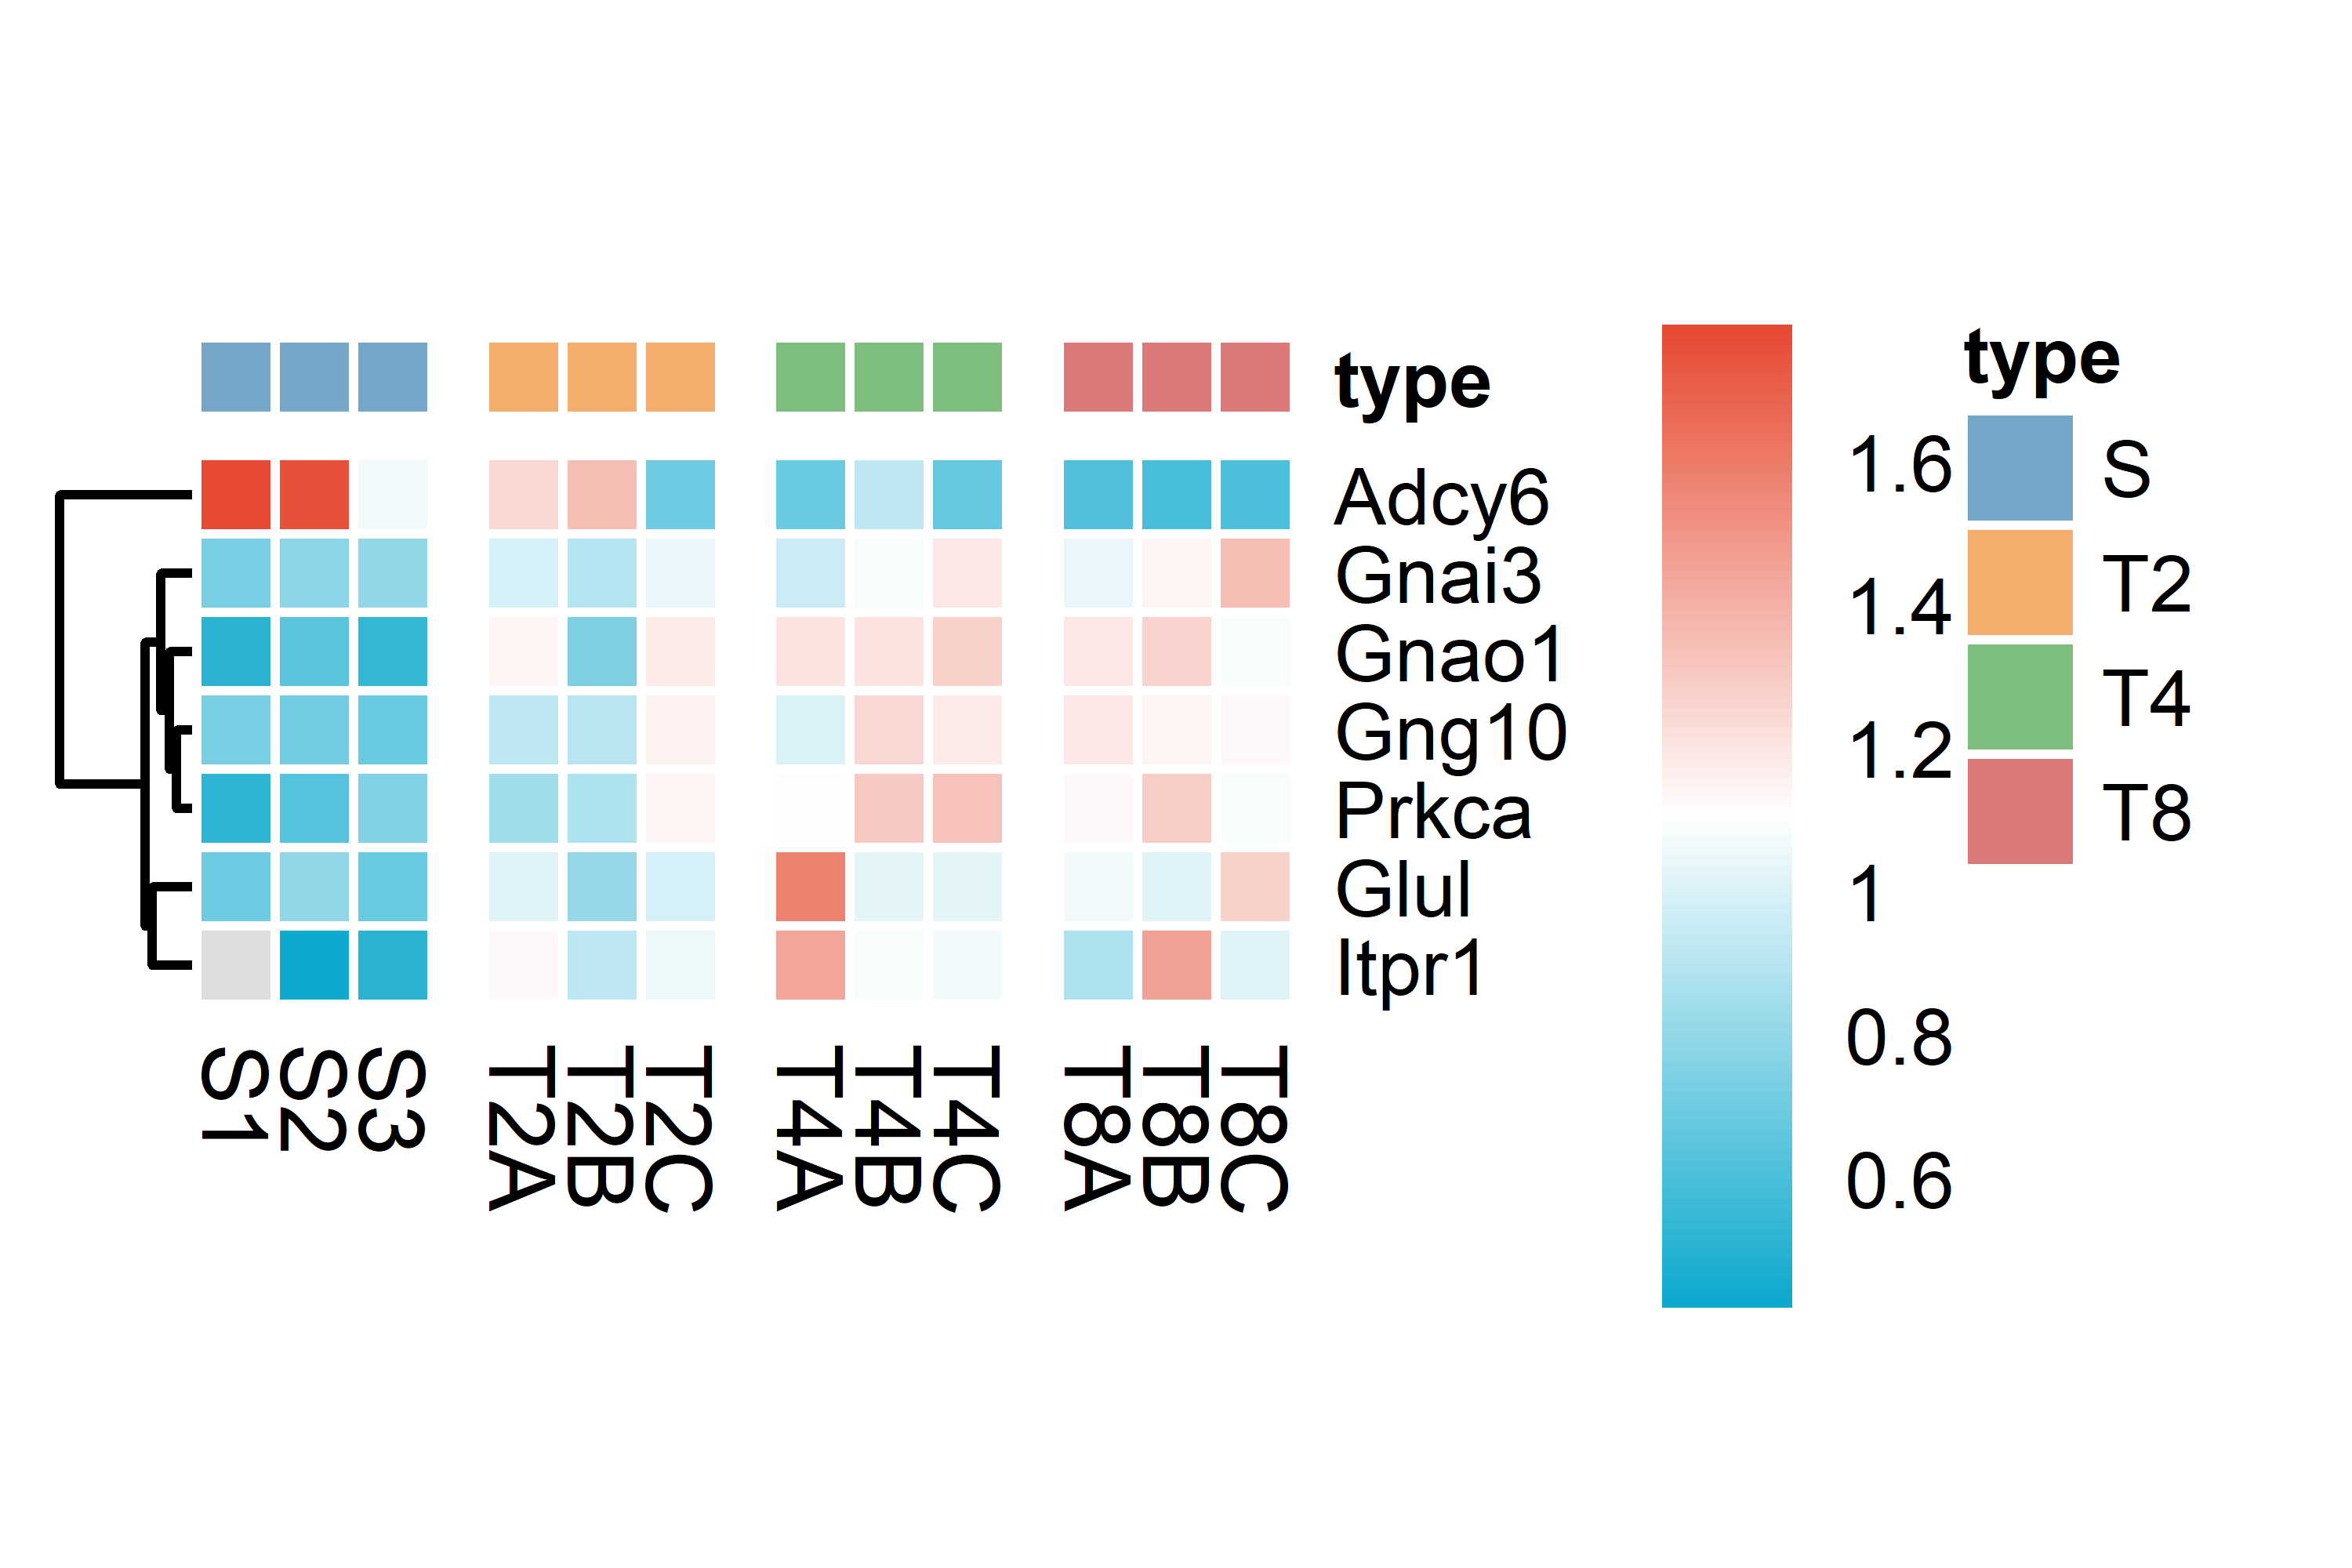 type
Adcy6
Gnai3
Gnao1
Gng10
Prkca
Glul
Itpr1
S1
S2
S3
T2A
T2B
T2C
T4A
T4B
T4C
T8A
T8B
T8C
1.6
1.4
1.2
1
0.8
0.6
type
S
T2
T4
T8